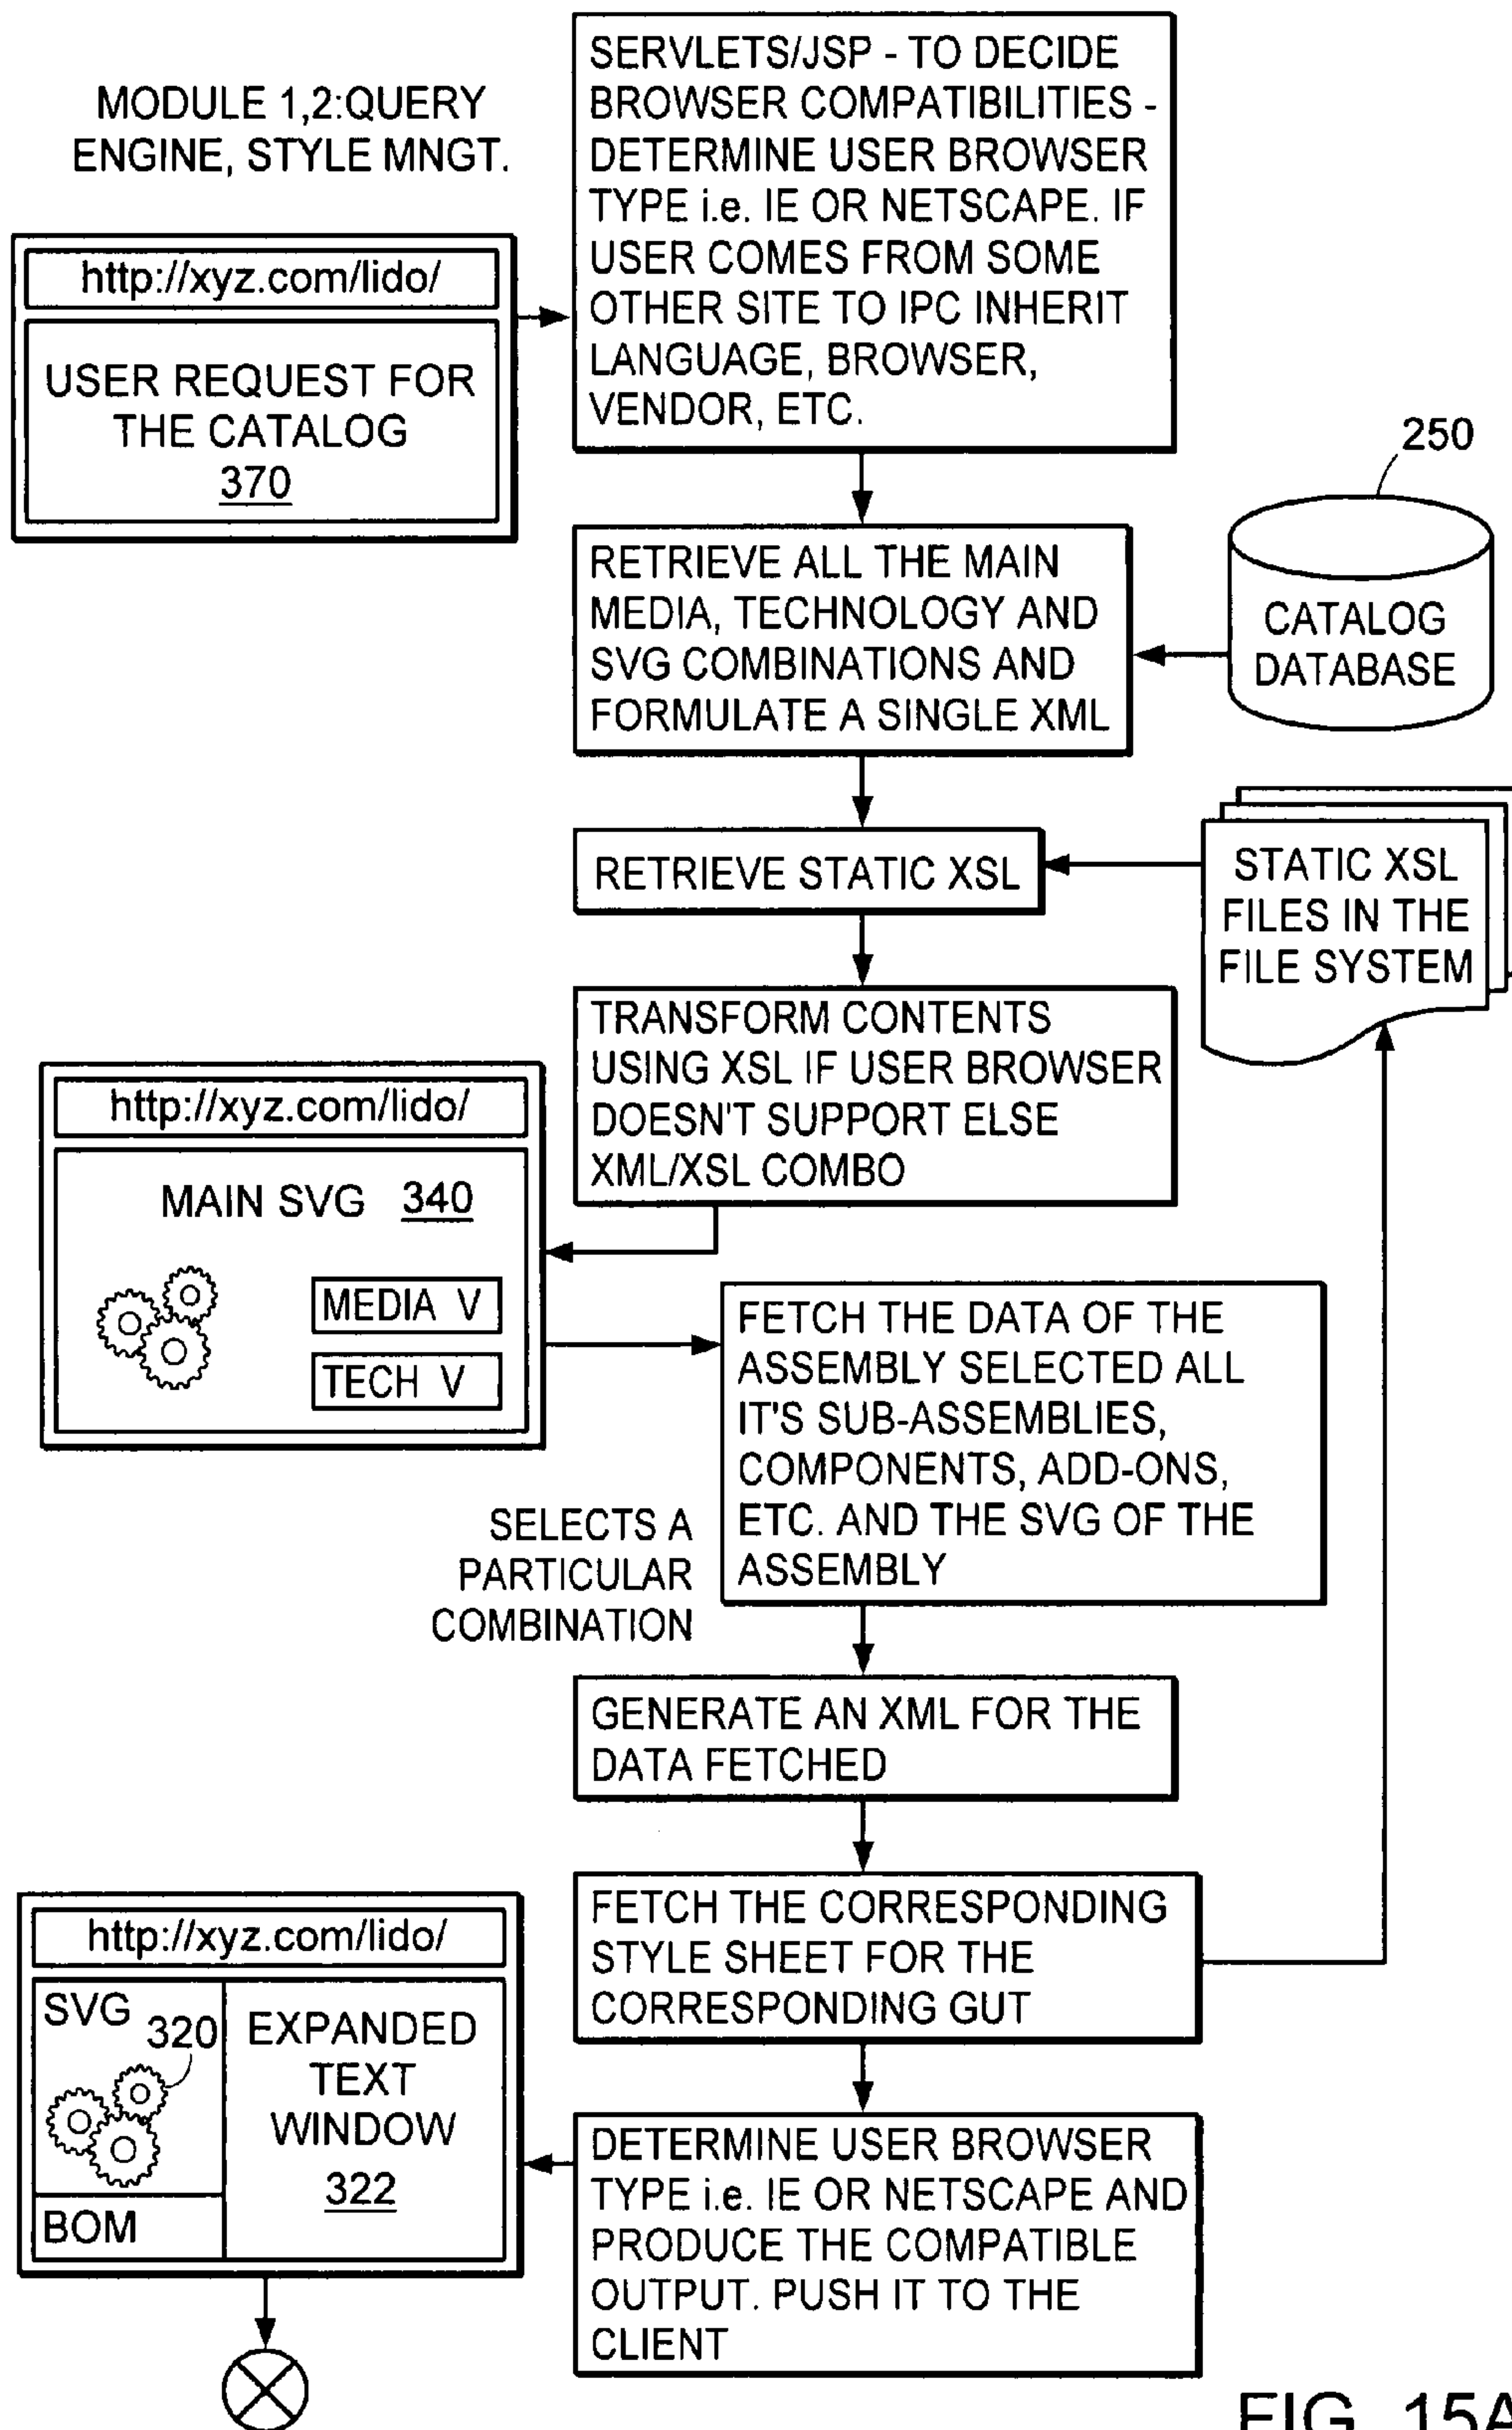 MODULE 1,2:QUERY
ENGINE, STYLE MNGT.
http://xyz.com/lido/
USER REQUEST FOR
THE CATALOG
370
SERVLETS/JSP - TO DECIDE
BROWSER COMPATIBILITIES -
DETERMINE USER BROWSER
TYPE i.e. IE OR NETSCAPE. IF
USER COMES FROM SOME
OTHER SITE TO IPC INHERIT
LANGUAGE, BROWSER,
VENDOR, ETC.
RETRIEVE ALL THE MAIN
MEDIA, TECHNOLOGY AND
SVG COMBINATIONS AND
FORMULATE A SINGLE XML
250
CATALOG
DATABASE
RETRIEVE STATIC XSL
STATIC XSL
FILES IN THE
FILE SYSTEM
TRANSFORM CONTENTS
USING XSL IF USER BROWSER
DOESN'T SUPPORT ELSE
XML/XSL COMBO
http://xyz.com/lido/
MAIN SVG 340
MEDIA V
TECH V
SELECTS A
PARTICULAR
COMBINATION
FETCH THE DATA OF THE
ASSEMBLY SELECTED ALL
IT'S SUB-ASSEMBLIES,
COMPONENTS, ADD-ONS,
ETC. AND THE SVG OF THE
ASSEMBLY
GENERATE AN XML FOR THE
DATA FETCHED
FETCH THE CORRESPONDING
STYLE SHEET FOR THE
CORRESPONDING GUT
DETERMINE USER BROWSER
TYPE i.e. IE OR NETSCAPE AND
PRODUCE THE COMPATIBLE
OUTPUT. PUSH IT TO THE
CLIENT
http://xyz.com/lido/
SVG
320
BOM
EXPANDED
TEXT
WINDOW
322
FIG. 15A